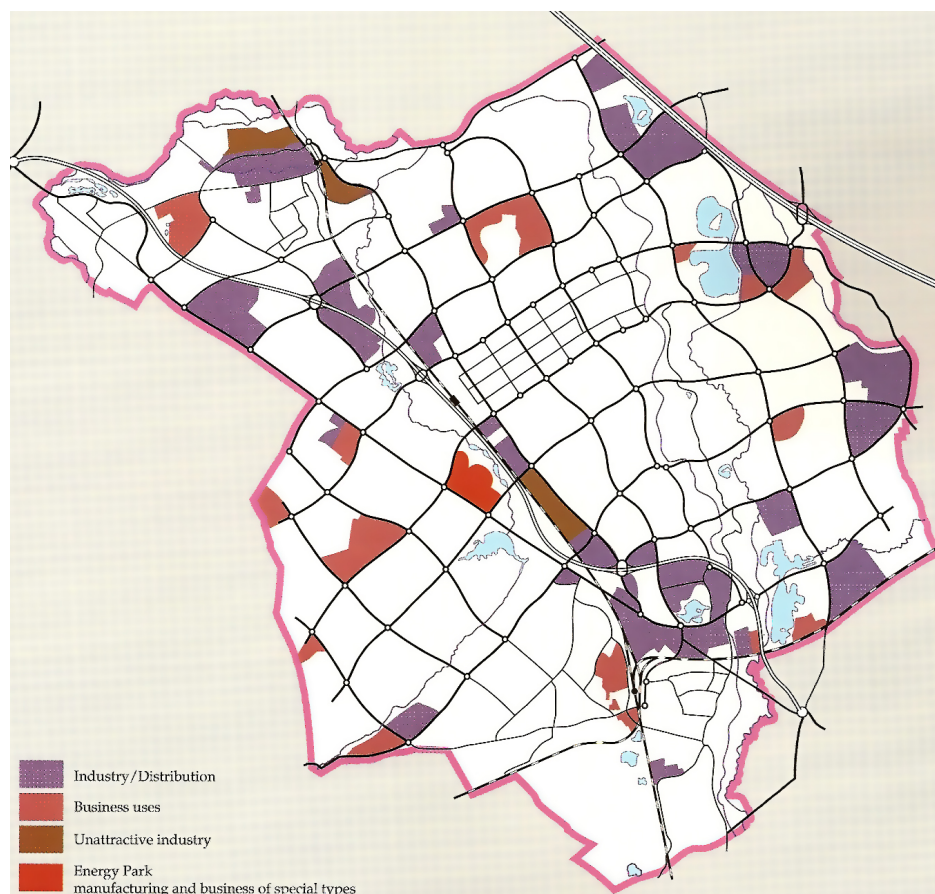 Industry/Distribution
Business uses
Unattractive industry
Energy Park
manufacturing and business of special types